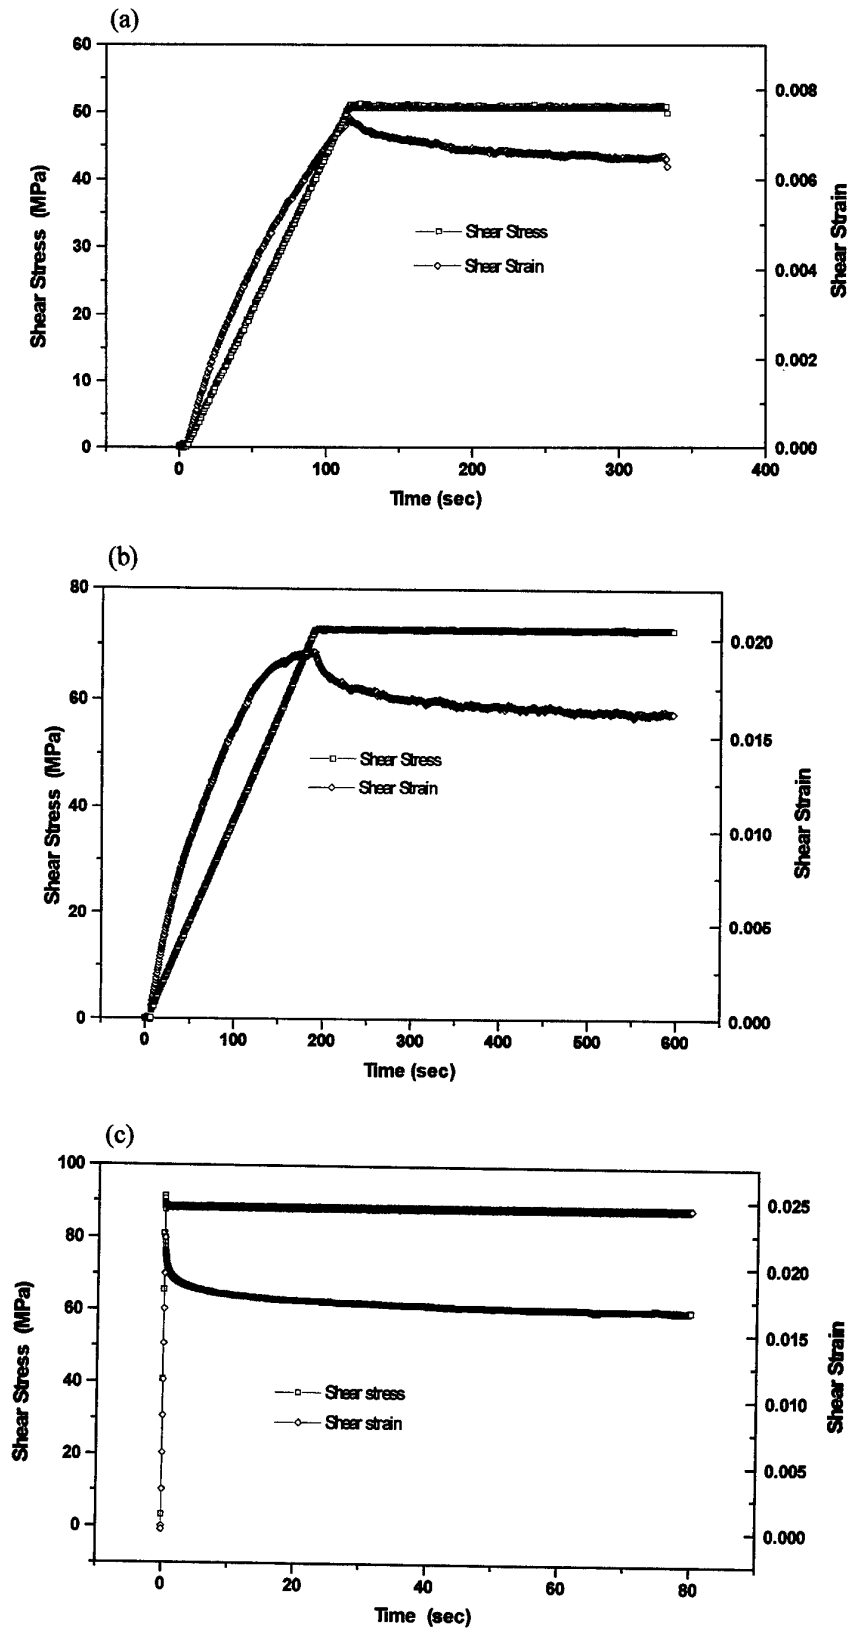 (a)
60
50
40
30
20
10
0
Shear Stress (MPa)
0.008
0.006
0.004
0.002
0.000
Shear Strain
Shear Stress
Shear Strain
0 100 200 300 400
Time (sec)
(b)
80
60
40
20
0
Shear Stress (MPa)
0.020
0.015
0.010
0.005
0.000
Shear Strain
Shear Stress
Shear Strain
0 100 200 300 400 500 600
Time (sec)
(c)
100
80
60
40
20
0
Shear Stress (MPa)
0.025
0.020
0.015
0.010
0.005
0.000
Shear Strain
Shear stress
Shear strain
0 20 40 60 80
Time (sec)